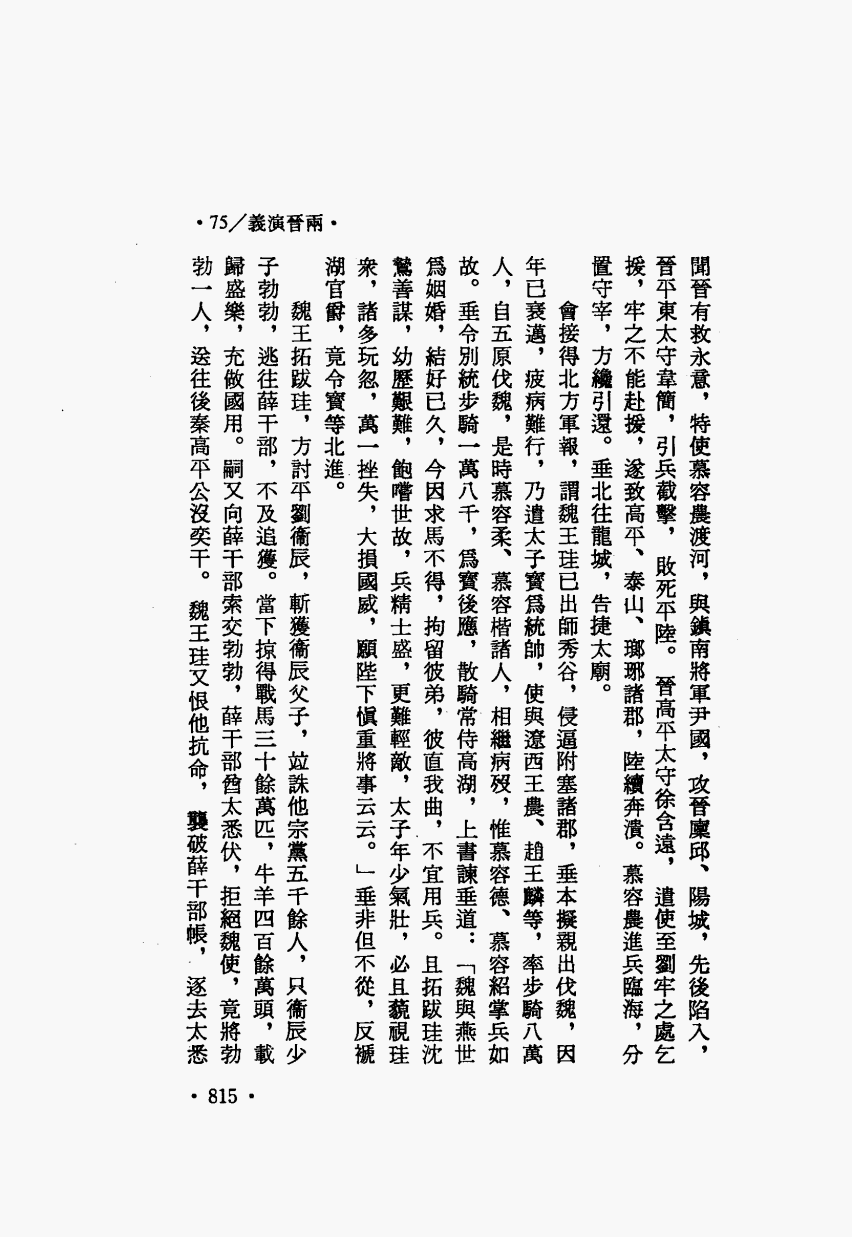 ·75／義演晉兩·
聞晉有救永意，特使慕容農渡河，與鎮南將軍尹國，攻晉廩邱、陽城，先後陷入，
晉平東太守韋簡，引兵截擊，敗死平陸。晉高平太守徐含遠，遣使至劉牢之處乞
援，牢之不能赴援，遂致高平、泰山、瑯琊諸郡，陸續奔潰。慕容農進兵臨海，分
置守宰，方纔引還。垂北往龍城，告捷太廟。
會接得北方軍報，謂魏王珪已出師秀谷，侵逼附塞諸郡，垂本擬親出伐魏，因
年已衰邁，疲病難行，乃遣太子寶爲統帥，使與遼西王農、趙王麟等，率步騎八萬
人，自五原伐魏，是時慕容柔、慕容楷諸人，相繼病歿，惟慕容德、慕容紹掌兵如
故。垂令別統步騎一萬八千，爲寶後應，散騎常侍高湖，上書諫垂道：「魏與燕世
爲姻婚，結好已久，今因求馬不得，拘留彼弟，彼直我曲，不宜用兵。且拓跋珪沈
鷙善謀，幼歷艱難，飽嚐世故，兵精士盛，更難輕敵，太子年少氣壯，必且藐視珪
衆，諸多玩忽，萬一挫失，大損國威，願陛下愼重將事云云。」垂非但不從，反褫
湖官爵，竟令寶等北進。
魏王拓跋珪，方討平劉衞辰，斬獲衞辰父子，竝誅他宗黨五千餘人，只衞辰少
子勃勃，逃往薛干部，不及追獲。當下掠得戰馬三十餘萬匹，牛羊四百餘萬頭，載
歸盛樂，充做國用。嗣又向薛干部索交勃勃，薛干部酋太悉伏，拒絕魏使，竟將勃
勃一人，送往後秦高平公沒奕干。魏王珪又恨他抗命，襲破薛干部帳，逐去太悉
·815·